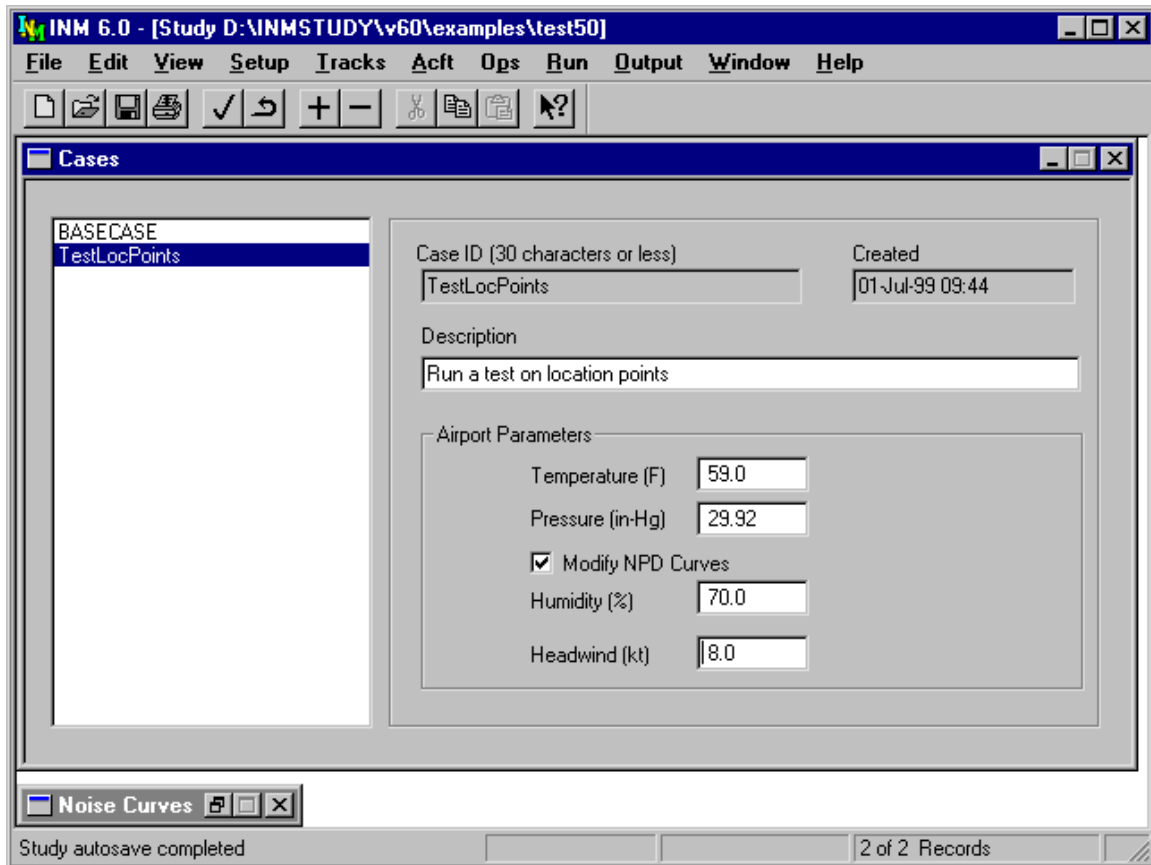 INM 6.0 - [Study D:\INMSTUDY\v60\examples\test50]
File Edit View Setup Tracks Acft Ops Run Output Window Help
Cases
BASECASE
TestLocPoints
Case ID (30 characters or less) Created
TestLocPoints 01-Jul-99 09:44
Description
Run a test on location points
Airport Parameters
Temperature (F) 59.0
Pressure (in-Hg) 29.92
Modify NPD Curves
Humidity (%) 70.0
Headwind (kt) 8.0
Noise Curves
Study autosave completed 2 of 2 Records